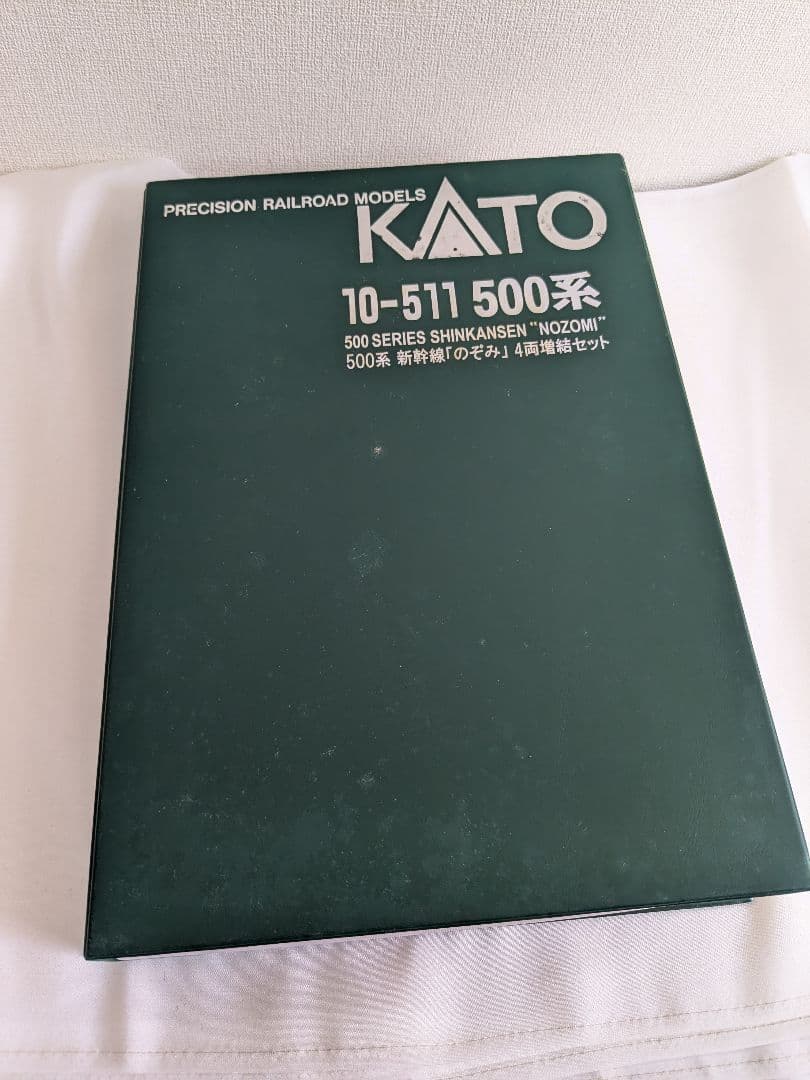 PRECISION RAILROAD MODELS
KATO
10-511 500系
500 SERIES SHINKANSEN "NOZOMI"
500系 新幹線「のぞみ」 4両増結セット